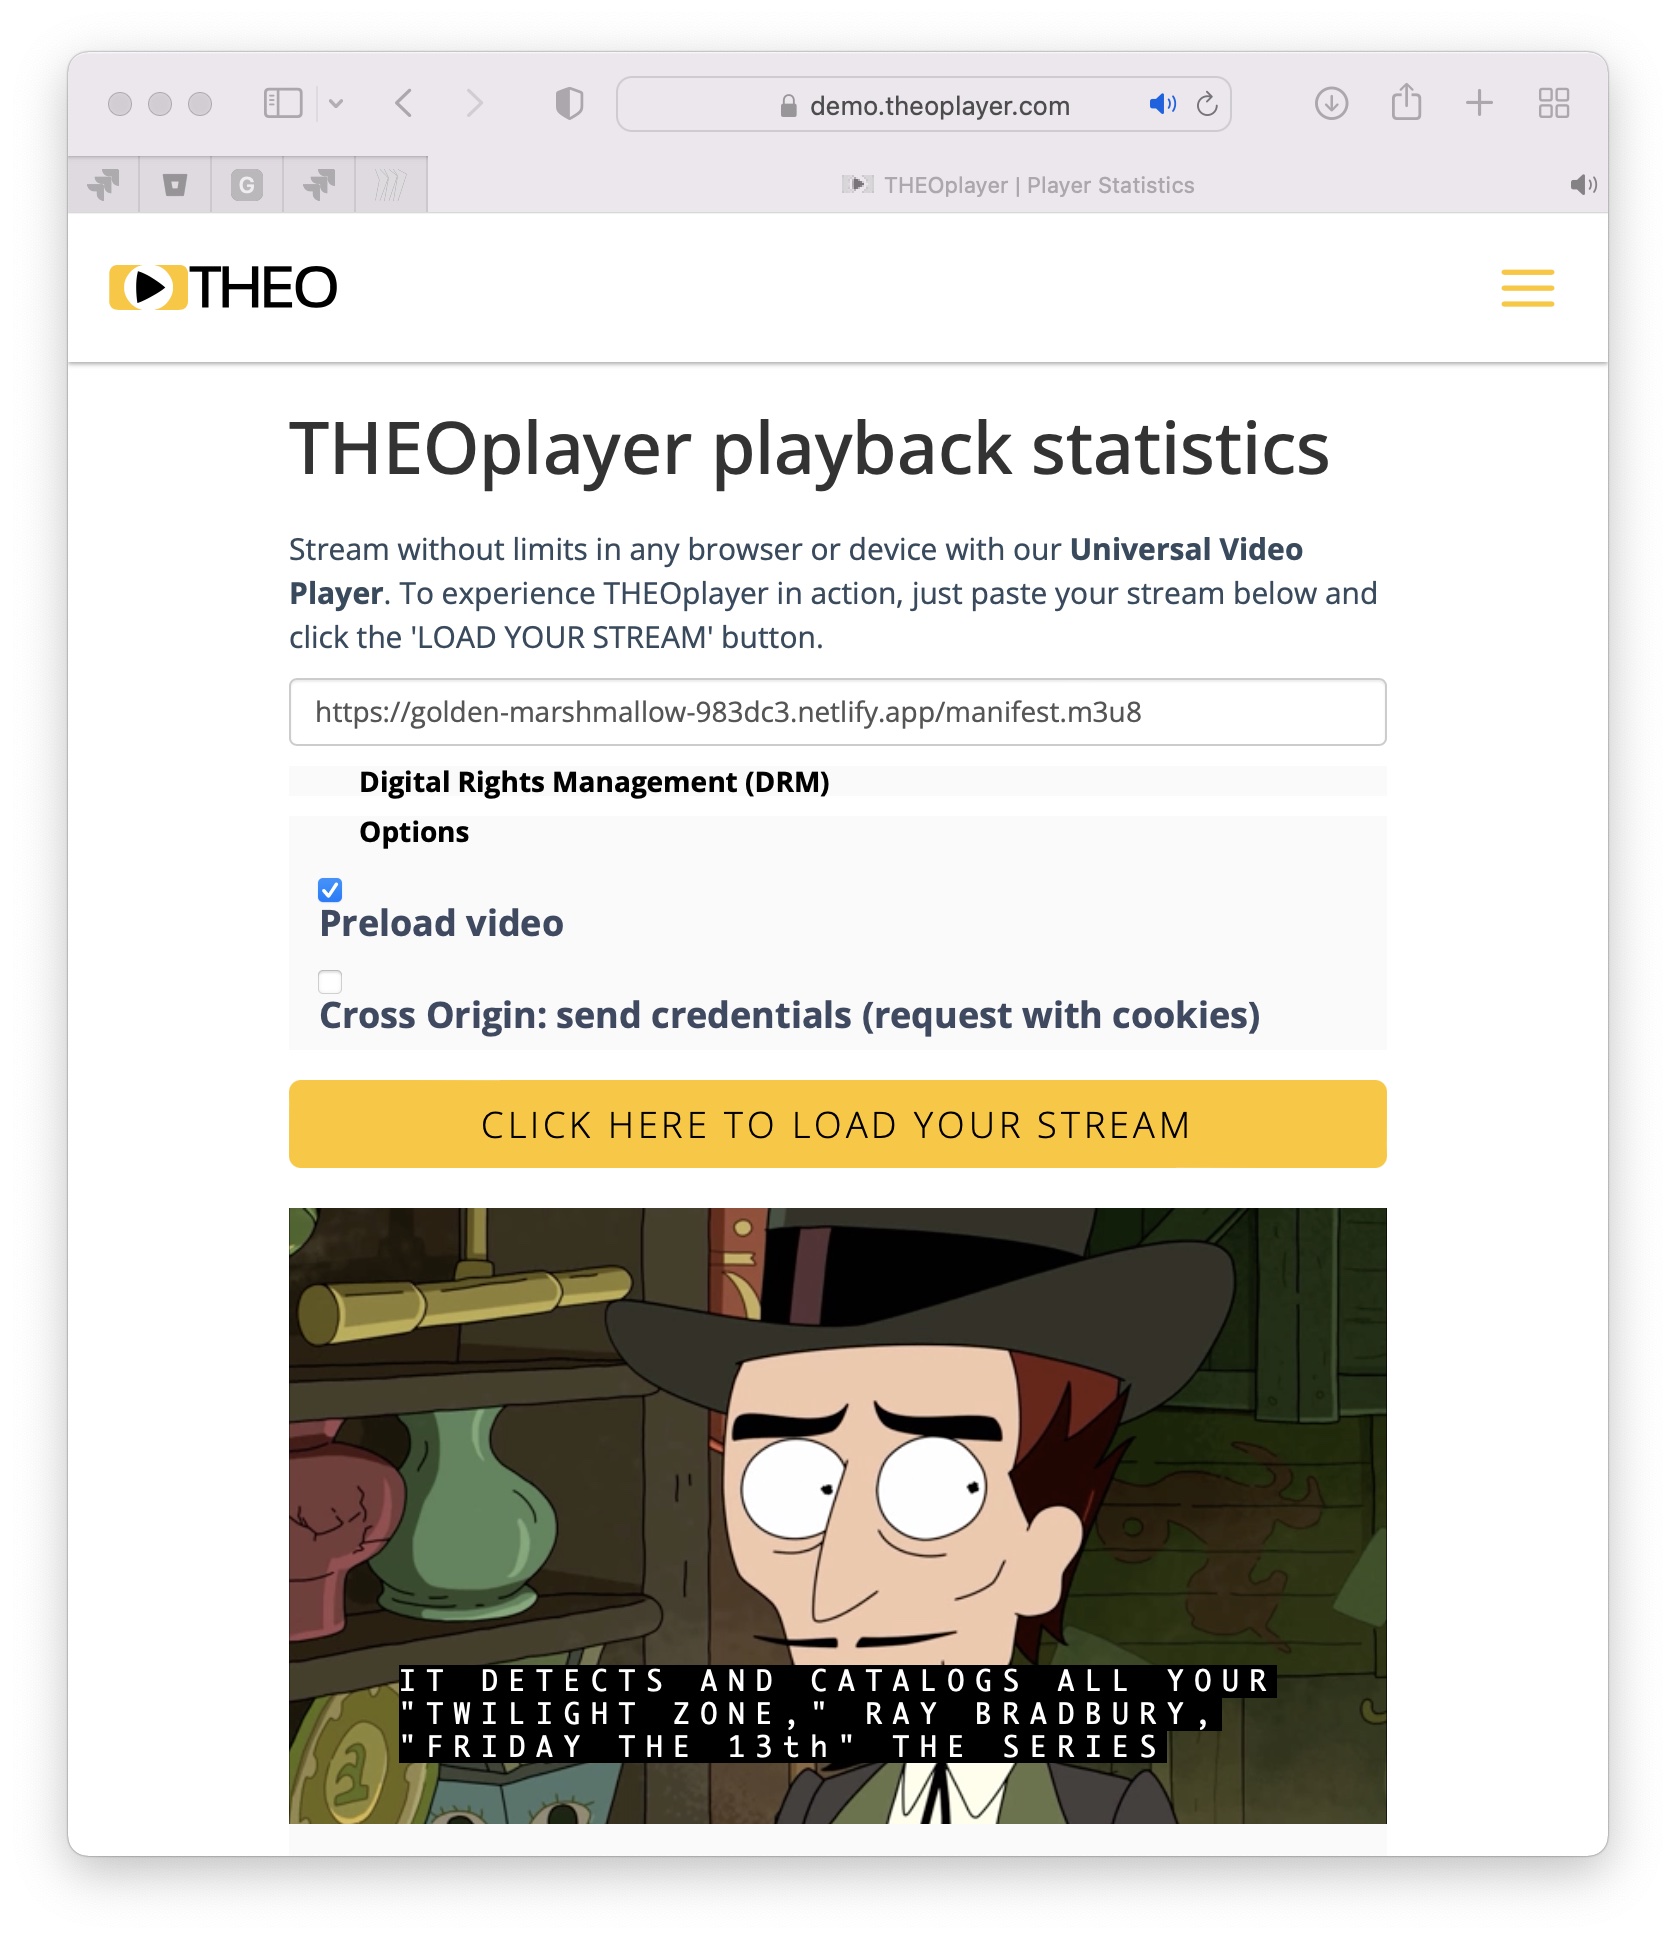 demo.theoplayer.com
G
THEOplayer | Player Statistics
THEO
THEOplayer playback statistics
Stream without limits in any browser or device with our Universal Video
Player. To experience THEOplayer in action, just paste your stream below and
click the 'LOAD YOUR STREAM' button.
https://golden-marshmallow-983dc3.netlify.app/manifest.m3u8
Digital Rights Management (DRM)
Options
Preload video
Cross Origin: send credentials (request with cookies)
CLICK HERE TO LOAD YOUR STREAM
IT DETECTS AND CATALOGS ALL YOUR
"TWILIGHT ZONE," RAY BRADBURY,
"FRIDAY THE 13th" THE SERIES